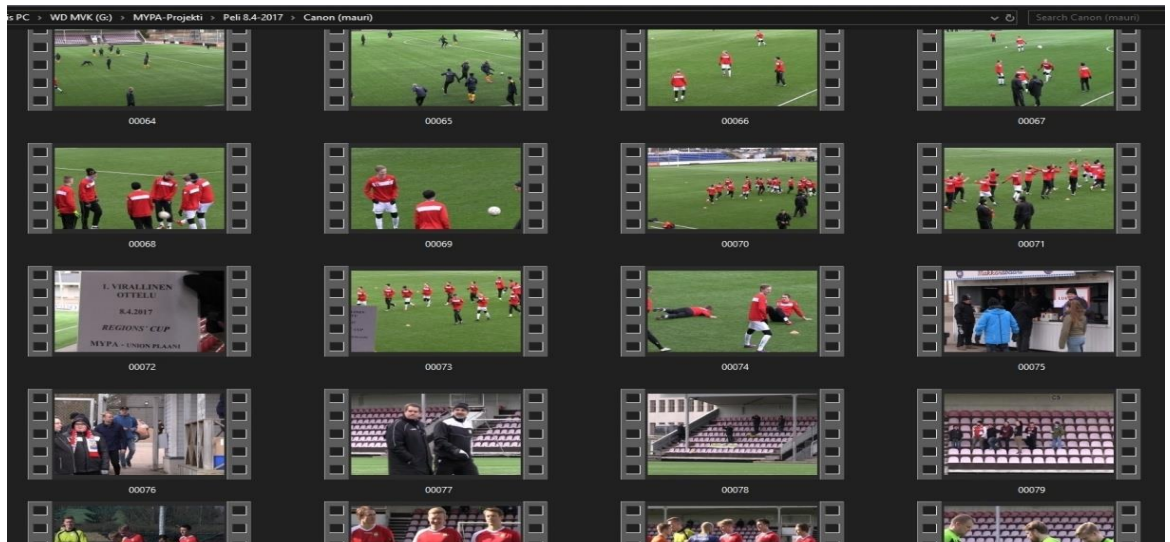 is PC > WD MVK (G:) > MYPA-Projekti > Peli 8.4-2017 > Canon (mauri)
Search Canon (mauri)
00064 00065 00066 00067
00068 00069 00070 00071
1. VIRALLINEN
OTTELU
8.4.2017
REGIONS' CUP
MYPA - UNION PLAANI
CUP
00072 00073 00074 00075
00076 00077 00078 00079